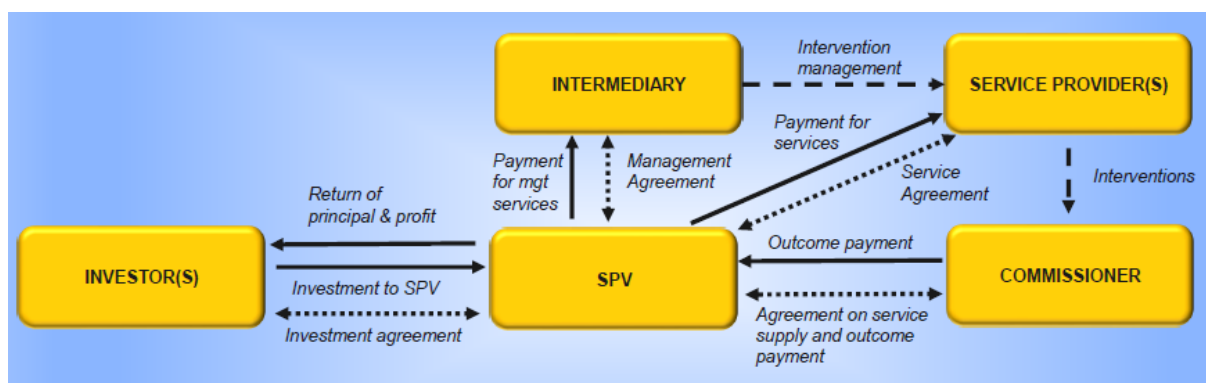 INTERMEDIARY
Intervention
management
SERVICE PROVIDER(S)
Payment for
services
Payment
for mgt
services
Management
Agreement
Service
Agreement
Interventions
Return of
principal & profit
Outcome payment
INVESTOR(S)
SPV
COMMISSIONER
Investment to SPV
Investment agreement
Agreement on service
supply and outcome
payment